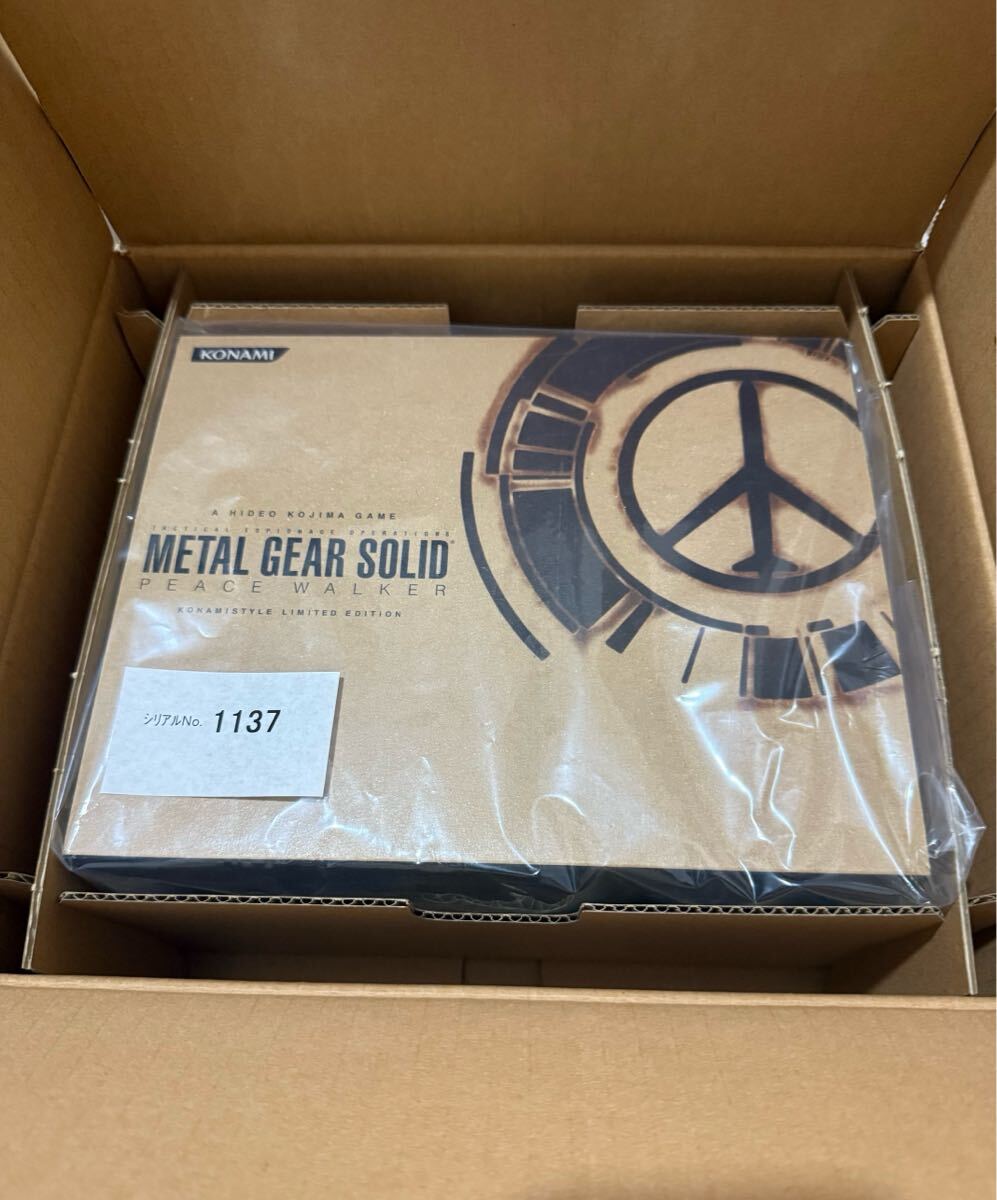 KONAMI
A HIDEO KOJIMA GAME
TACTICAL ESPIONAGE OPERATIONS
METAL GEAR SOLID®
PEACE WALKER
KONAMISTYLE LIMITED EDITION
シリアルNo. 1137